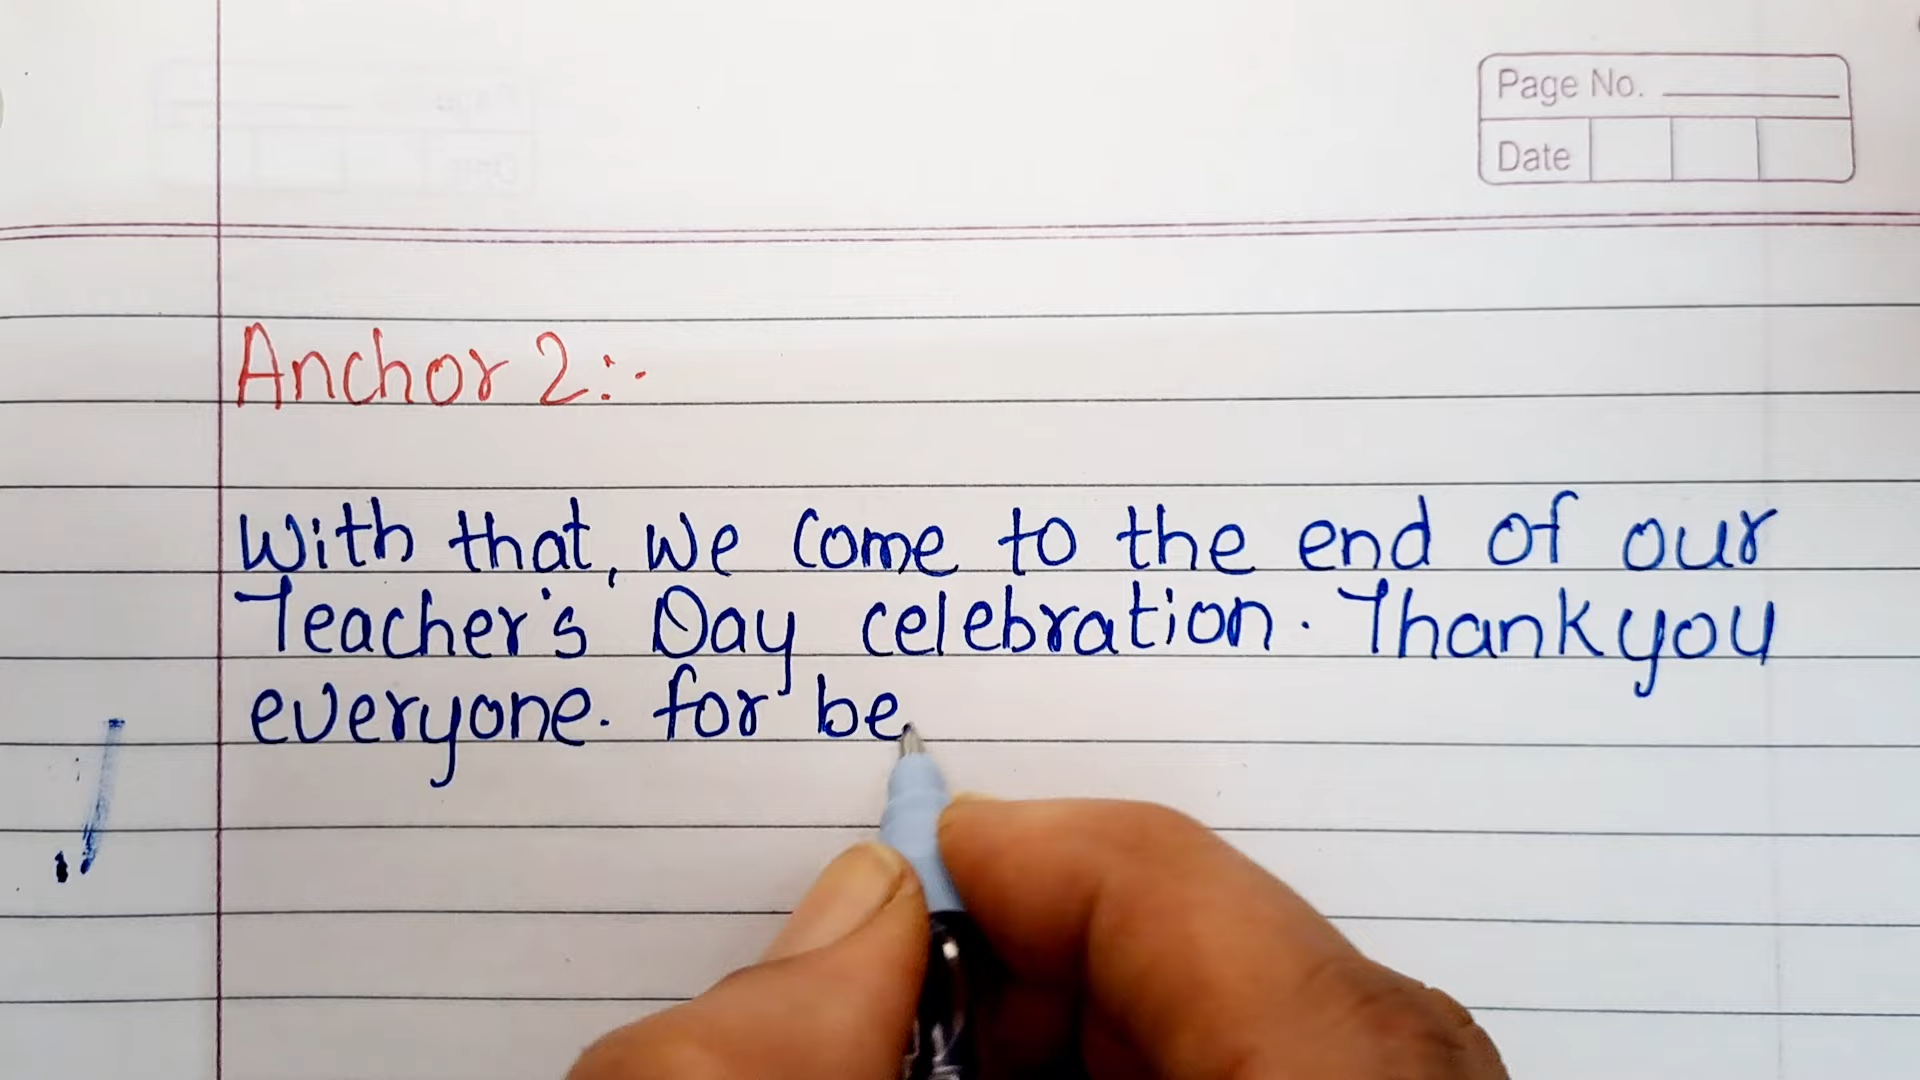 Page No.
Date
Anchor 2:-
With that, we come to the end of our
Teacher's Day celebration. Thank you
everyone. for be